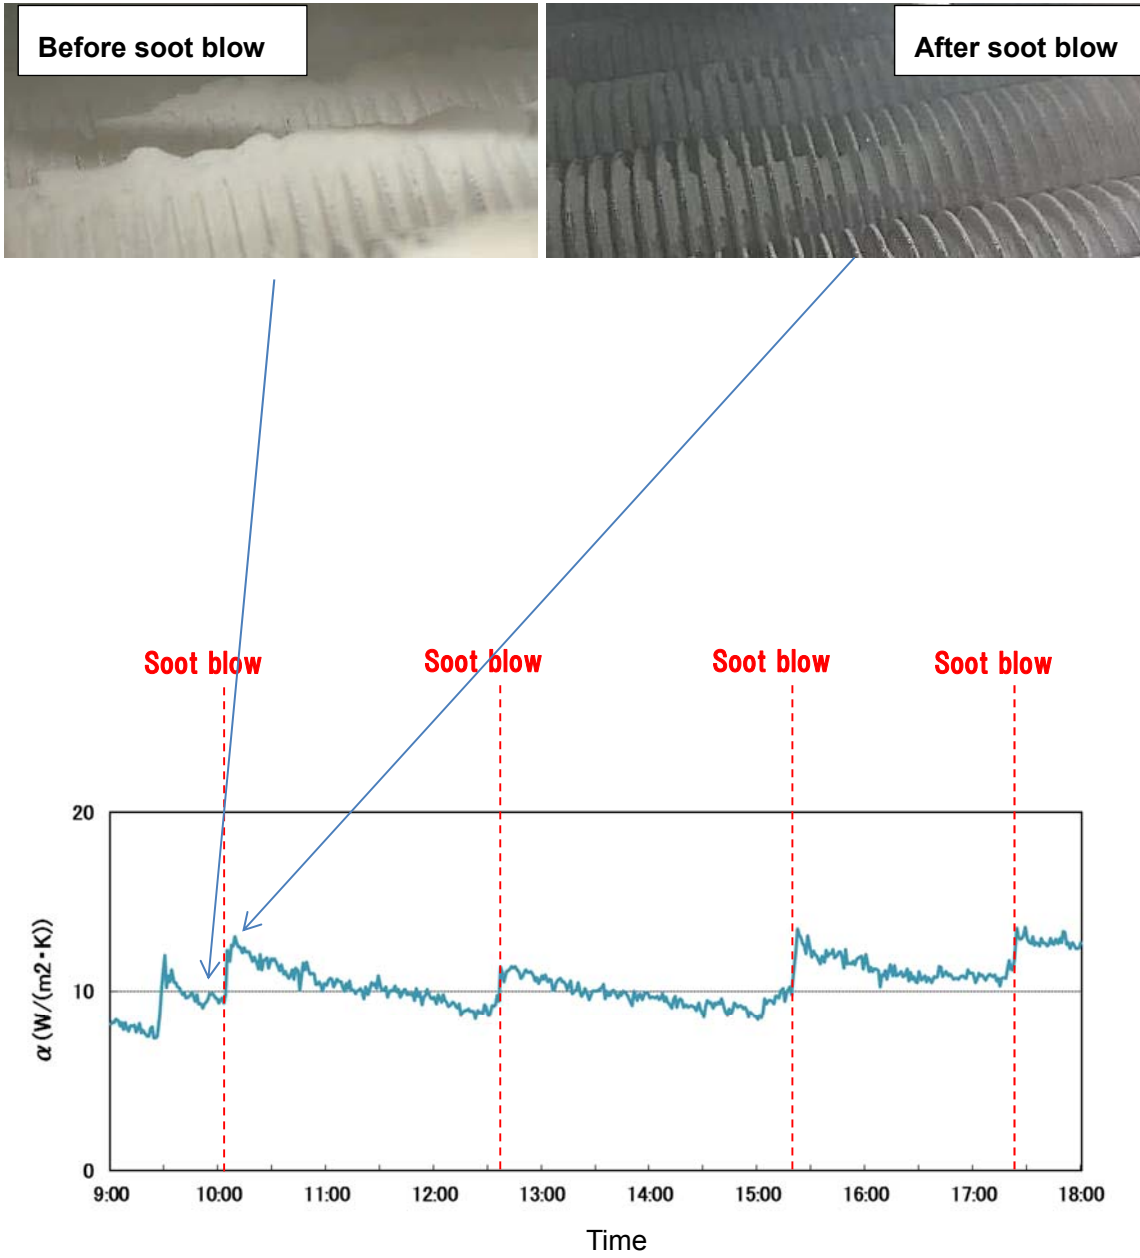 Before soot blow
After soot blow
Soot blow
Soot blow
Soot blow
Soot blow
20
10
0
α (W/(m2・K))
9:00
10:00
11:00
12:00
13:00
14:00
15:00
16:00
17:00
18:00
Time